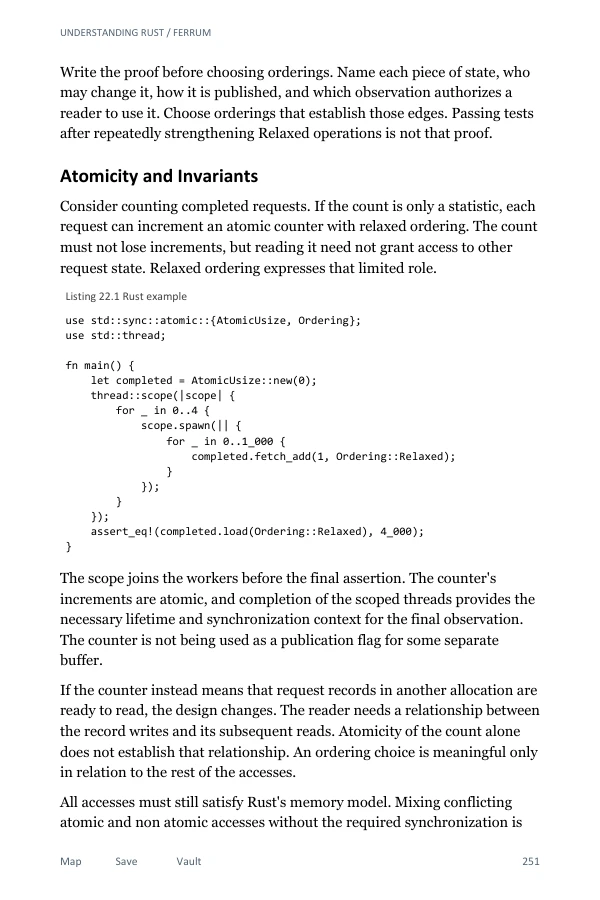 UNDERSTANDING RUST / FERRUM
Write the proof before choosing orderings. Name each piece of state, who
may change it, how it is published, and which observation authorizes a
reader to use it. Choose orderings that establish those edges. Passing tests
after repeatedly strengthening Relaxed operations is not that proof.
Atomicity and Invariants
Consider counting completed requests. If the count is only a statistic, each
request can increment an atomic counter with relaxed ordering. The count
must not lose increments, but reading it need not grant access to other
request state. Relaxed ordering expresses that limited role.
Listing 22.1 Rust example
use std::sync::atomic::{AtomicUsize, Ordering};
use std::thread;

fn main() {
    let completed = AtomicUsize::new(0);
    thread::scope(|scope| {
        for _ in 0..4 {
            scope.spawn(|| {
                for _ in 0..1_000 {
                    completed.fetch_add(1, Ordering::Relaxed);
                }
            });
        }
    });
    assert_eq!(completed.load(Ordering::Relaxed), 4_000);
}
The scope joins the workers before the final assertion. The counter's
increments are atomic, and completion of the scoped threads provides the
necessary lifetime and synchronization context for the final observation.
The counter is not being used as a publication flag for some separate
buffer.
If the counter instead means that request records in another allocation are
ready to read, the design changes. The reader needs a relationship between
the record writes and its subsequent reads. Atomicity of the count alone
does not establish that relationship. An ordering choice is meaningful only
in relation to the rest of the accesses.
All accesses must still satisfy Rust's memory model. Mixing conflicting
atomic and non atomic accesses without the required synchronization is
Map Save Vault 251